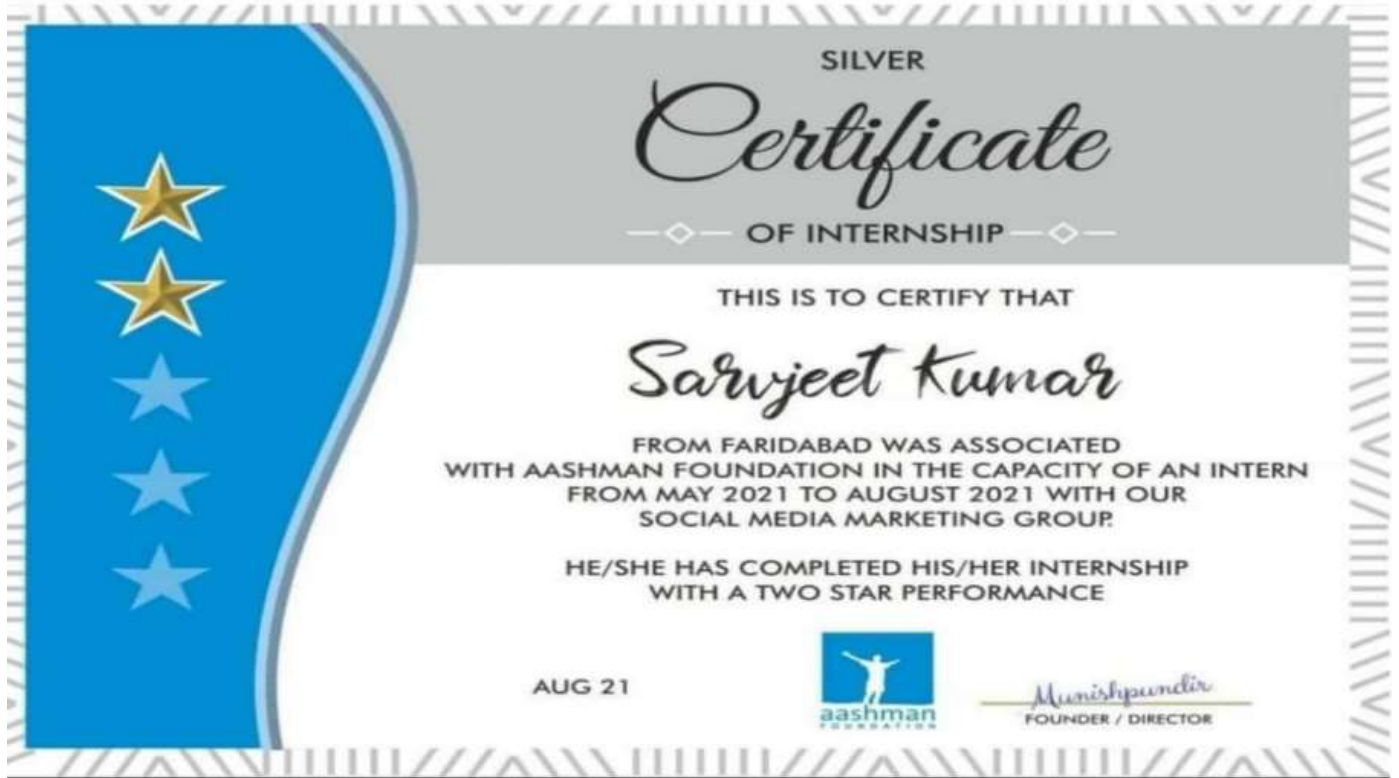 SILVER
Certificate
OF INTERNSHIP
THIS IS TO CERTIFY THAT
Sarvjeet Kumar
FROM FARIDABAD WAS ASSOCIATED
WITH AASHMAN FOUNDATION IN THE CAPACITY OF AN INTERN
FROM MAY 2021 TO AUGUST 2021 WITH OUR
SOCIAL MEDIA MARKETING GROUP.
HE/SHE HAS COMPLETED HIS/HER INTERNSHIP
WITH A TWO STAR PERFORMANCE
AUG 21
aashman
FOUNDATION
Munishpundir
FOUNDER / DIRECTOR